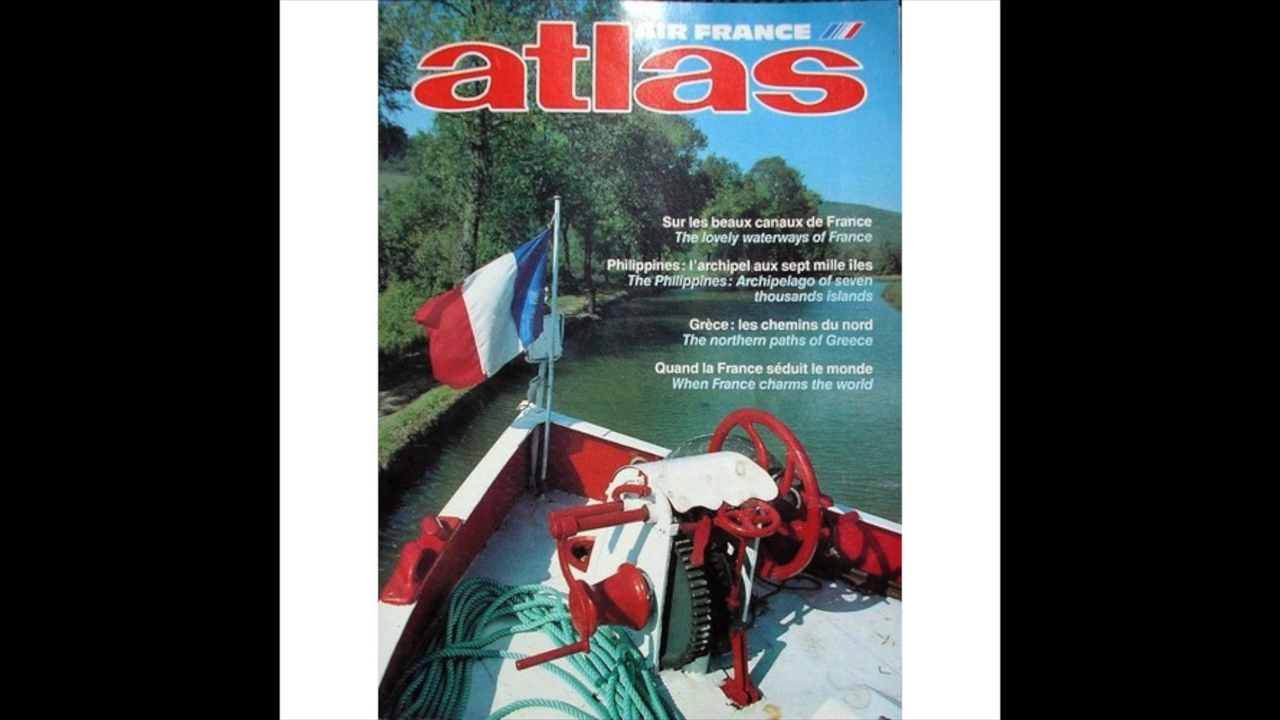 AIR FRANCE
atlas
Sur les beaux canaux de France
The lovely waterways of France
Philippines : l'archipel aux sept mille îles
The Philippines : Archipelago of seven
thousands islands
Grèce : les chemins du nord
The northern paths of Greece
Quand la France séduit le monde
When France charms the world